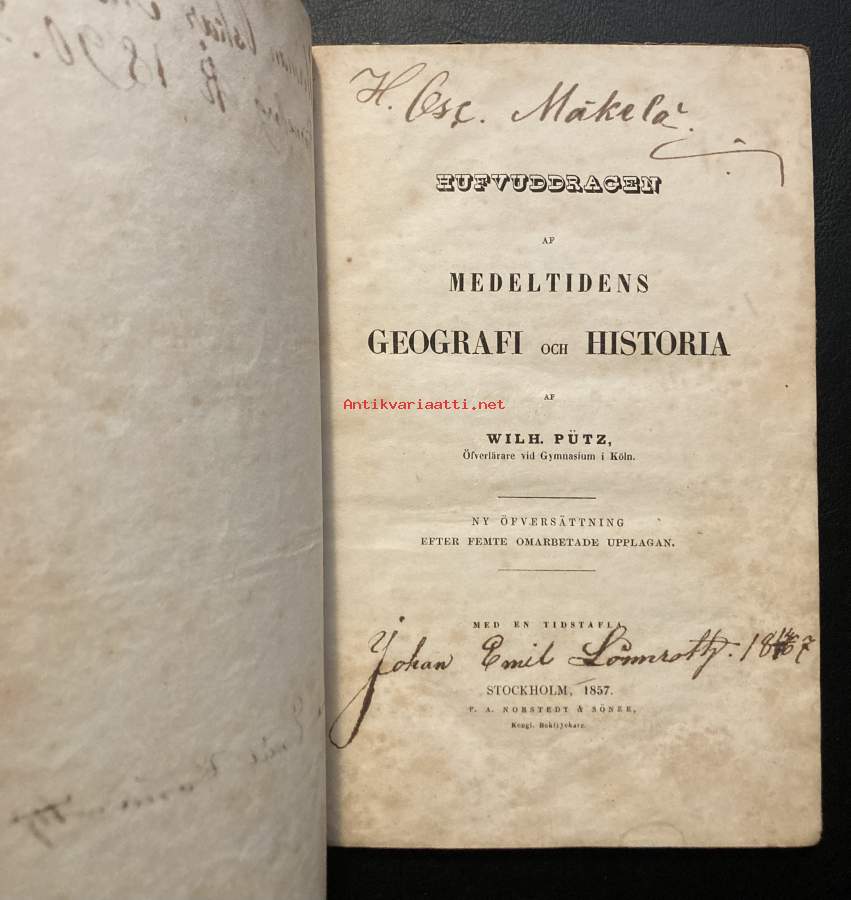 1890.
H. Osc. Mäkelä.
HUFVUDDRAGEN
AF
MEDELTIDENS
GEOGRAFI OCH HISTORIA
AF
Antikvariaatti.net
WILH. PÜTZ,
Öfverlärare vid Gymnasium i Köln.
NY ÖFVERSÄTTNING
EFTER FEMTE OMARBETADE UPPLAGAN.
MED EN TIDSTAFLA
Johan Emil Lönnroth.
STOCKHOLM, 1857.
P. A. NORSTEDT & SÖNER,
Kongl. Boktryckare.